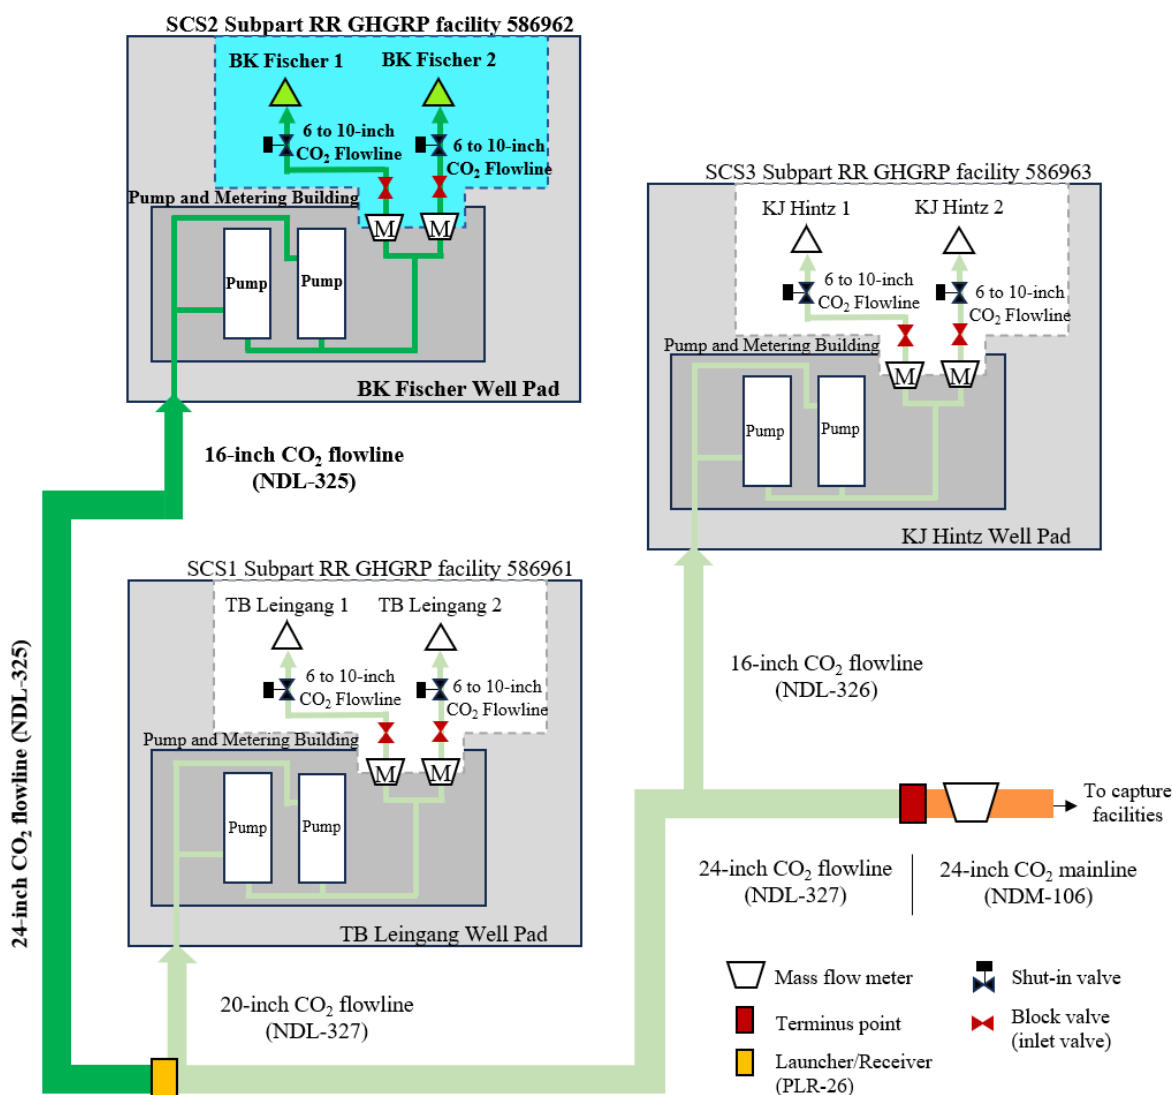 SCS2 Subpart RR GHGRP facility 586962
BK Fischer 1
BK Fischer 2
6 to 10-inch
CO₂ Flowline
6 to 10-inch
CO₂ Flowline
Pump and Metering Building
M
M
Pump
Pump
BK Fischer Well Pad
16-inch CO₂ flowline
(NDL-325)
24-inch CO₂ flowline (NDL-325)
SCS3 Subpart RR GHGRP facility 586963
KJ Hintz 1
KJ Hintz 2
6 to 10-inch
CO₂ Flowline
6 to 10-inch
CO₂ Flowline
Pump and Metering Building
M
M
Pump
Pump
KJ Hintz Well Pad
16-inch CO₂ flowline
(NDL-326)
SCS1 Subpart RR GHGRP facility 586961
TB Leingang 1
TB Leingang 2
6 to 10-inch
CO₂ Flowline
6 to 10-inch
CO₂ Flowline
Pump and Metering Building
M
M
Pump
Pump
TB Leingang Well Pad
20-inch CO₂ flowline
(NDL-327)
To capture
facilities
24-inch CO₂ flowline
(NDL-327)
24-inch CO₂ mainline
(NDM-106)
Mass flow meter
Shut-in valve
Terminus point
Block valve
(inlet valve)
Launcher/Receiver
(PLR-26)